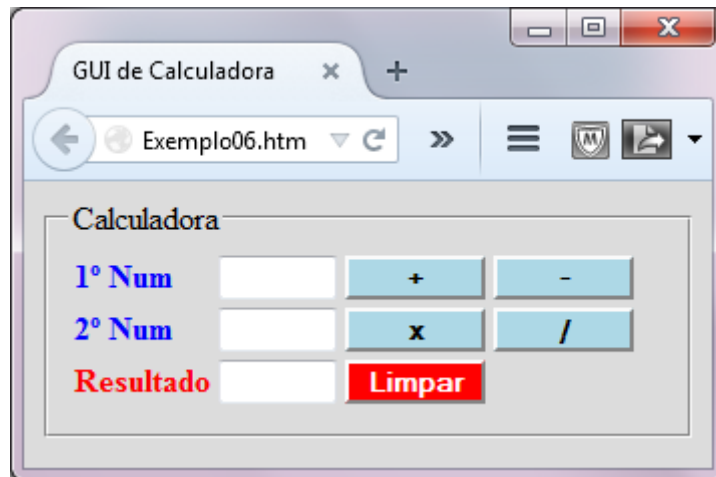 GUI de Calculadora
Exemplo06.htm
Calculadora
1º Num + -
2º Num x /
Resultado Limpar